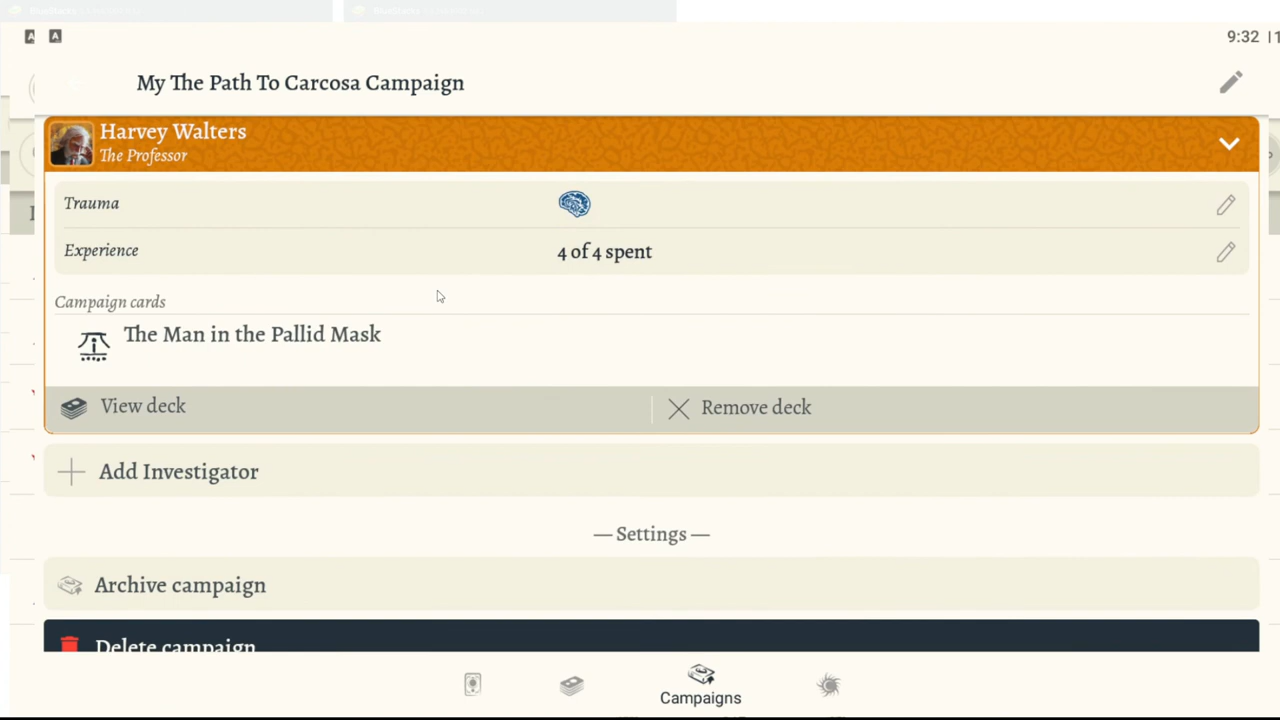 A A
9:32
My The Path To Carcosa Campaign
Harvey Walters
The Professor
Trauma
Experience
4 of 4 spent
Campaign cards
The Man in the Pallid Mask
View deck
Remove deck
Add Investigator
— Settings —
Archive campaign
Delete campaign
Campaigns